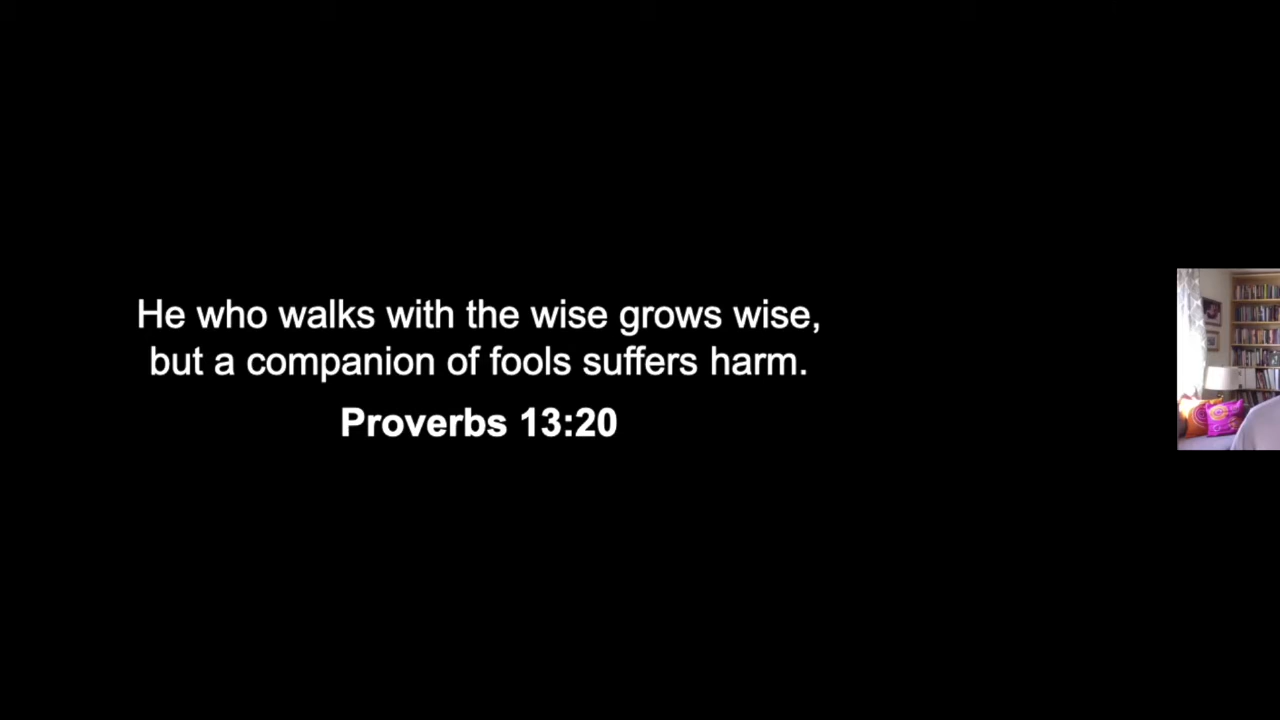 He who walks with the wise grows wise,
but a companion of fools suffers harm.
Proverbs 13:20